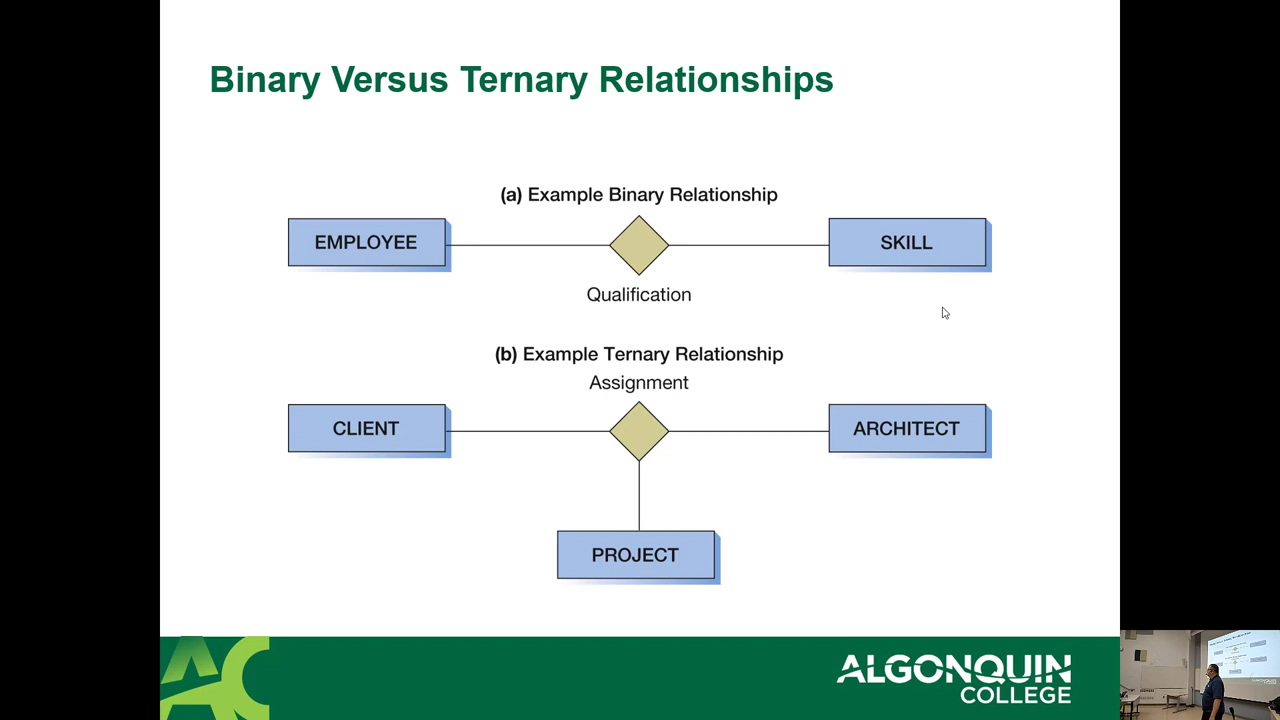 Binary Versus Ternary Relationships
(a) Example Binary Relationship
EMPLOYEE
SKILL
Qualification
(b) Example Ternary Relationship
Assignment
CLIENT
ARCHITECT
PROJECT
AC
ALGONQUIN
COLLEGE